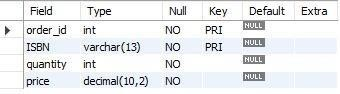 Field Type Null Key Default Extra
order_id int NO PRI NULL
ISBN varchar(13) NO PRI NULL
quantity int NO NULL
price decimal(10,2) NO NULL